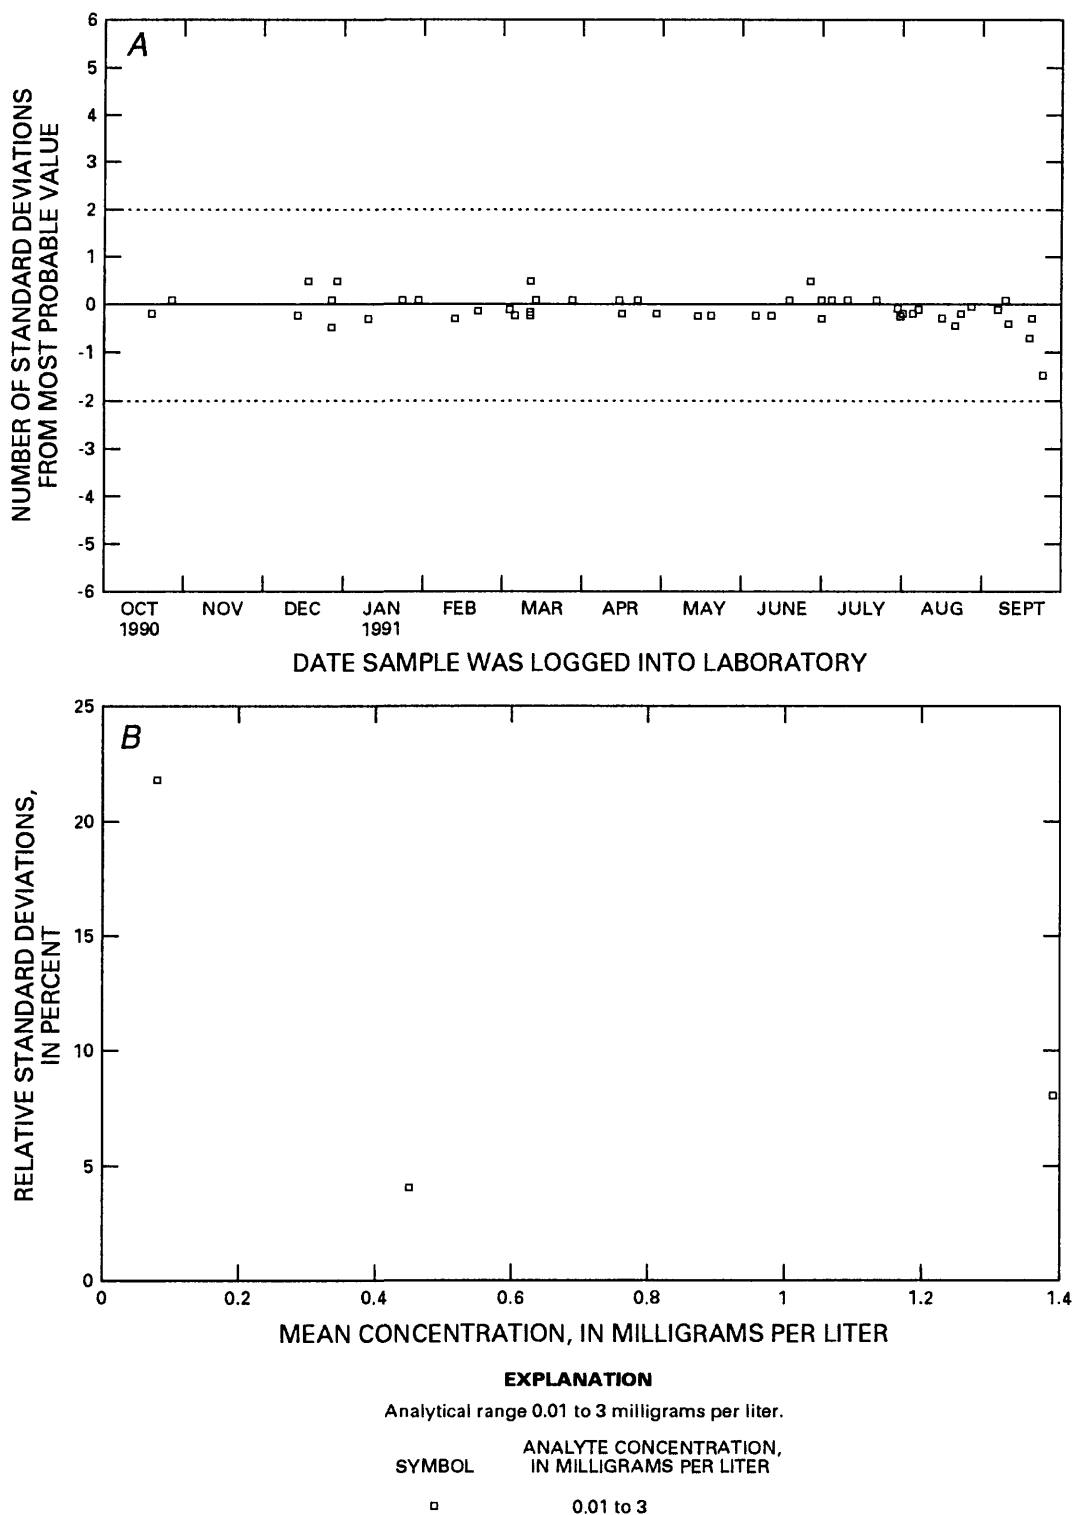 A
NUMBER OF STANDARD DEVIATIONS
FROM MOST PROBABLE VALUE
6
5
4
3
2
1
0
-1
-2
-3
-4
-5
-6
OCT NOV DEC JAN FEB MAR APR MAY JUNE JULY AUG SEPT
1990 1991
DATE SAMPLE WAS LOGGED INTO LABORATORY
B
RELATIVE STANDARD DEVIATIONS,
IN PERCENT
25
20
15
10
5
0
0 0.2 0.4 0.6 0.8 1 1.2 1.4
MEAN CONCENTRATION, IN MILLIGRAMS PER LITER
EXPLANATION
Analytical range 0.01 to 3 milligrams per liter.
SYMBOL ANALYTE CONCENTRATION,
IN MILLIGRAMS PER LITER
0.01 to 3